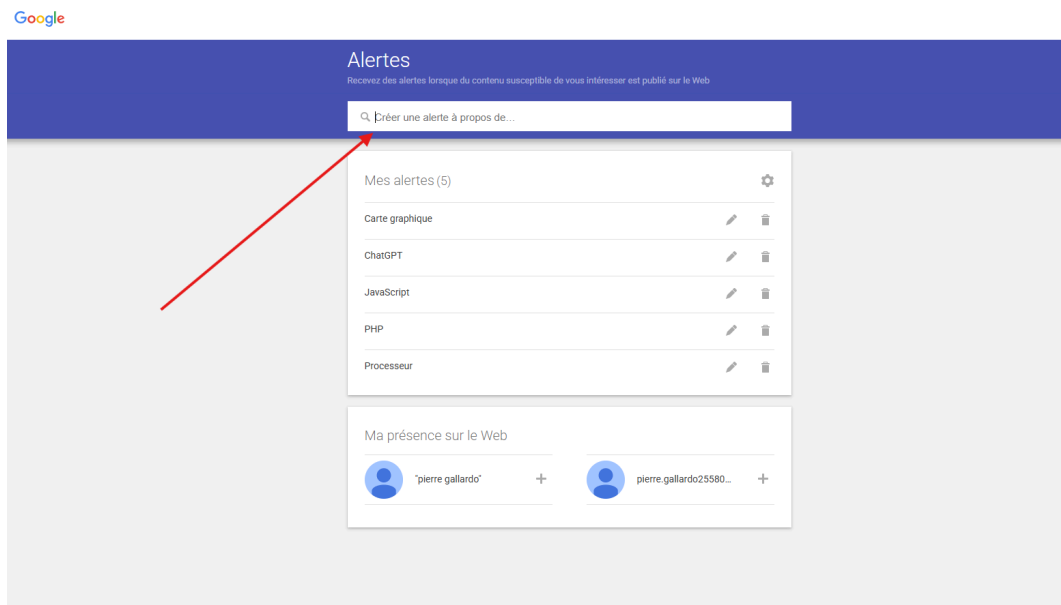 Google
Alertes
Recevez des alertes lorsque du contenu susceptible de vous intéresser est publié sur le Web
Créer une alerte à propos de...
Mes alertes (5)
Carte graphique
ChatGPT
JavaScript
PHP
Processeur
Ma présence sur le Web
"pierre gallardo"
pierre.gallardo25580...